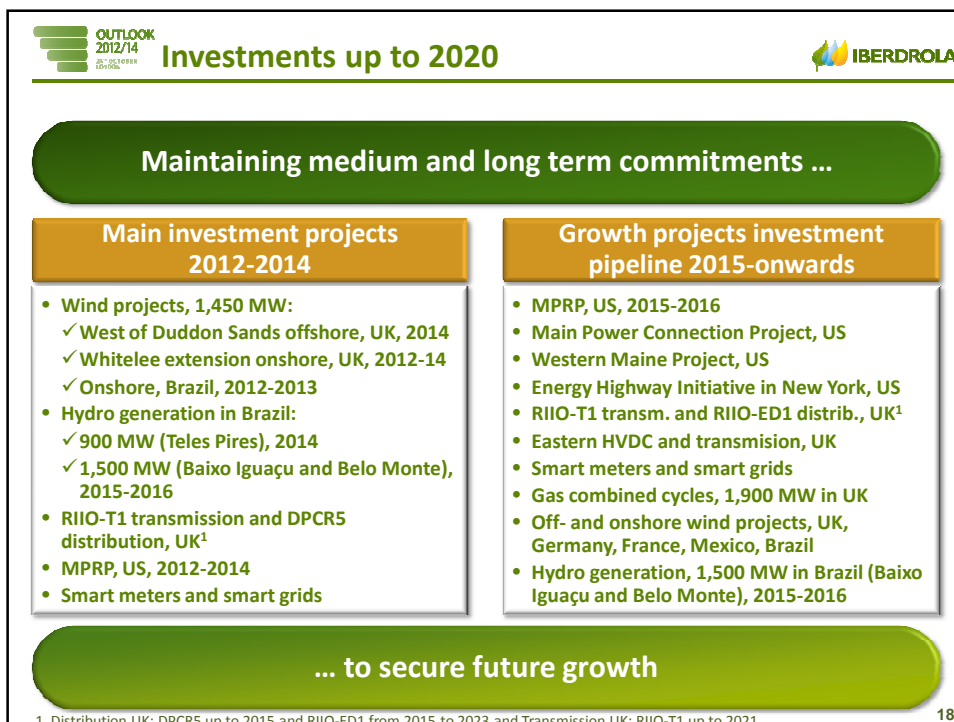 OUTLOOK
2012/14
LONDON
Investments up to 2020
IBERDROLA
Maintaining medium and long term commitments ...
Main investment projects
2012-2014
• Wind projects, 1,450 MW:
✓West of Duddon Sands offshore, UK, 2014
✓Whitelee extension onshore, UK, 2012-14
✓Onshore, Brazil, 2012-2013
• Hydro generation in Brazil:
✓900 MW (Teles Pires), 2014
✓1,500 MW (Baixo Iguaçu and Belo Monte),
2015-2016
• RIIO-T1 transmission and DPCR5
distribution, UK¹
• MPRP, US, 2012-2014
• Smart meters and smart grids
Growth projects investment
pipeline 2015-onwards
• MPRP, US, 2015-2016
• Main Power Connection Project, US
• Western Maine Project, US
• Energy Highway Initiative in New York, US
• RIIO-T1 transm. and RIIO-ED1 distrib., UK¹
• Eastern HVDC and transmision, UK
• Smart meters and smart grids
• Gas combined cycles, 1,900 MW in UK
• Off- and onshore wind projects, UK,
Germany, France, Mexico, Brazil
• Hydro generation, 1,500 MW in Brazil (Baixo
Iguaçu and Belo Monte), 2015-2016
... to secure future growth
1. Distribution UK: DPCR5 up to 2015 and RIIO-ED1 from 2015 to 2023 and Transmission UK: RIIO-T1 up to 2021
18